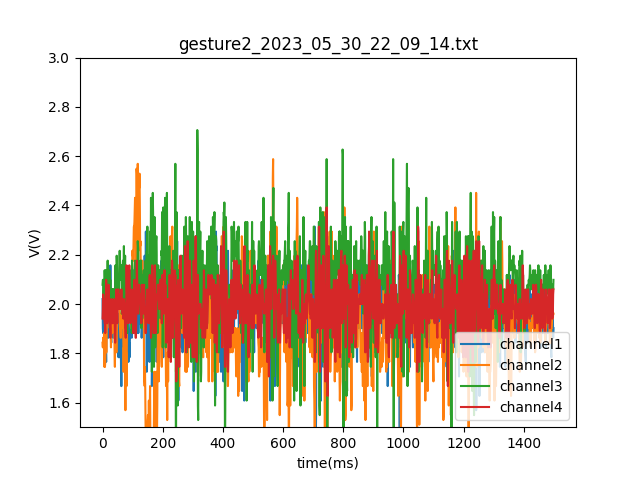 gesture2_2023_05_30_22_09_14.txt
3.0
2.8
2.6
2.4
2.2
2.0
1.8
1.6
V(V)
channel1
channel2
channel3
channel4
0 200 400 600 800 1000 1200 1400
time(ms)